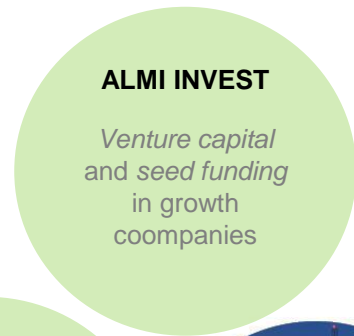 ALMI INVEST
Venture capital
and seed funding
in growth
coompanies